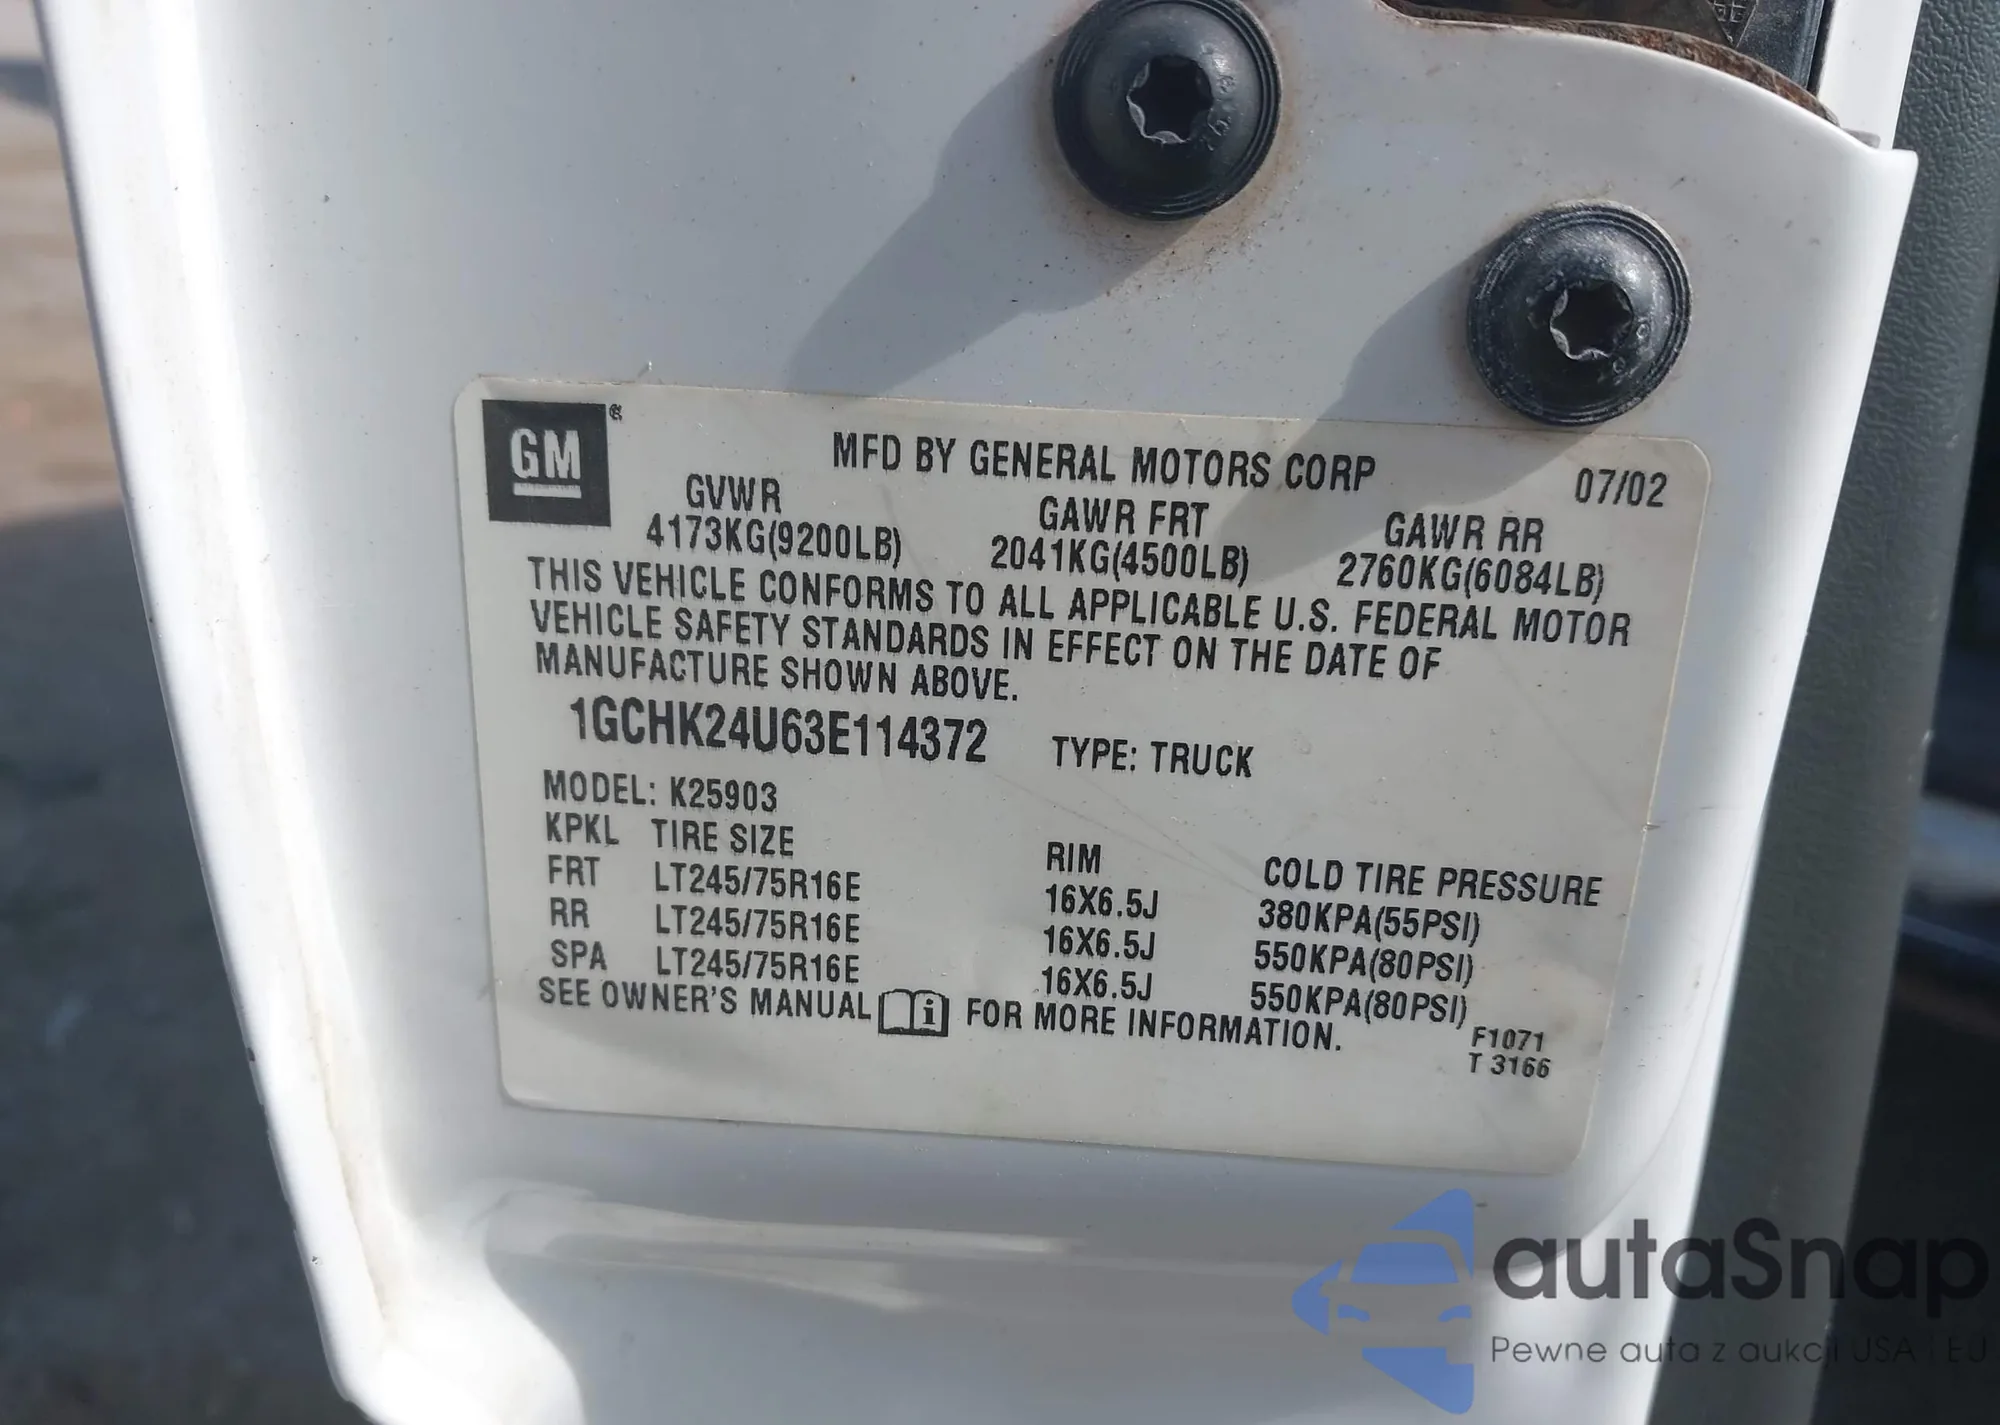 GM®
MFD BY GENERAL MOTORS CORP 07/02
GVWR GAWR FRT GAWR RR
4173KG(9200LB) 2041KG(4500LB) 2760KG(6084LB)
THIS VEHICLE CONFORMS TO ALL APPLICABLE U.S. FEDERAL MOTOR
VEHICLE SAFETY STANDARDS IN EFFECT ON THE DATE OF
MANUFACTURE SHOWN ABOVE.
1GCHK24U63E114372 TYPE: TRUCK
MODEL: K25903
KPKL TIRE SIZE RIM COLD TIRE PRESSURE
FRT LT245/75R16E 16X6.5J 380KPA(55PSI)
RR LT245/75R16E 16X6.5J 550KPA(80PSI)
SPA LT245/75R16E 16X6.5J 550KPA(80PSI)
SEE OWNER'S MANUAL i FOR MORE INFORMATION.
F1071
T 3166
autaSnap
Pewne auta z aukcji USA i EU